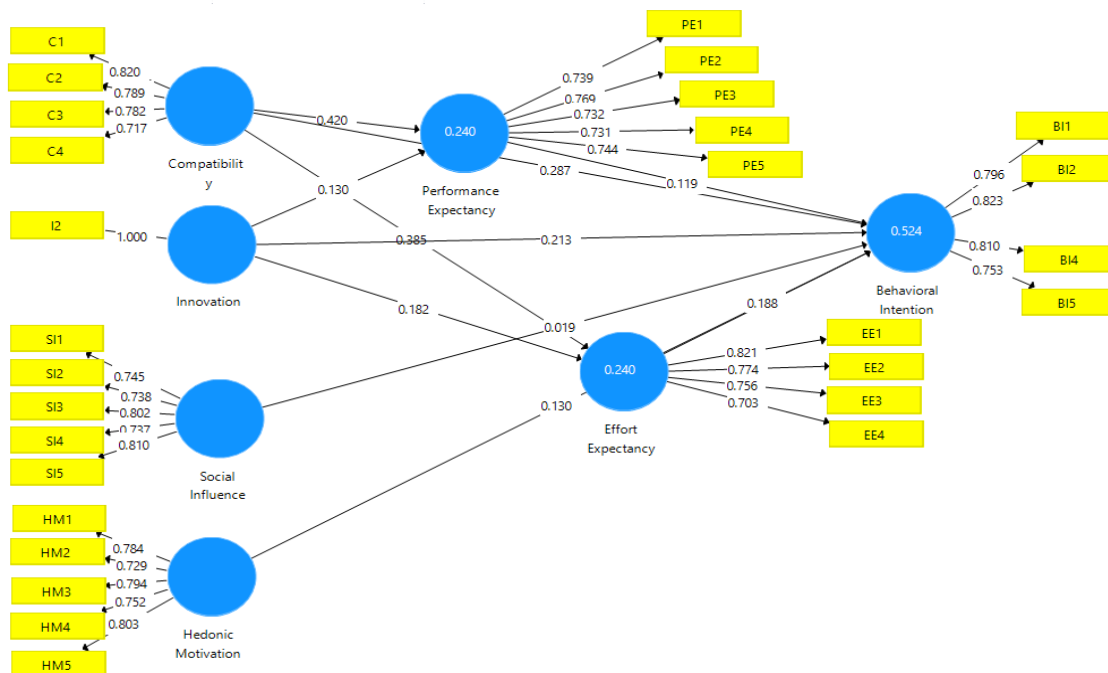 C1
C2
C3
C4
0.820
0.789
0.782
0.717
Compatibilit
y
I2
1.000
Innovation
SI1
SI2
SI3
SI4
SI5
0.745
0.738
0.802
0.737
0.810
Social
Influence
HM1
HM2
HM3
HM4
HM5
0.784
0.729
0.794
0.752
0.803
Hedonic
Motivation
0.420
0.130
0.385
0.182
0.287
0.213
0.019
0.130
0.240
Performance
Expectancy
PE1
PE2
PE3
PE4
PE5
0.739
0.769
0.732
0.731
0.744
0.119
0.188
0.240
Effort
Expectancy
EE1
EE2
EE3
EE4
0.821
0.774
0.756
0.703
0.524
Behavioral
Intention
BI1
BI2
BI4
BI5
0.796
0.823
0.810
0.753